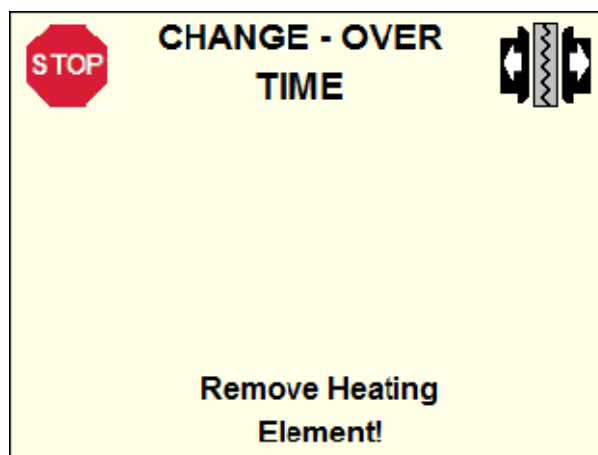 STOP
CHANGE - OVER
TIME
Remove Heating
Element!